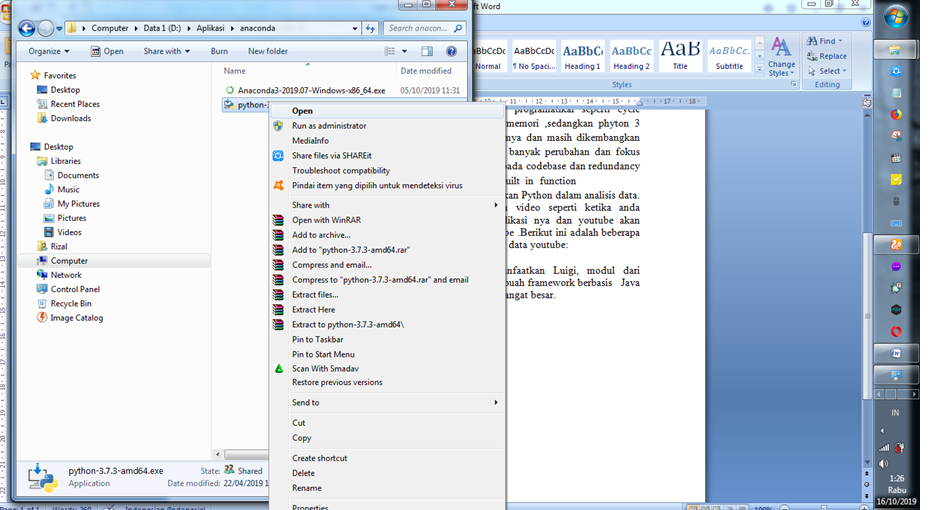 Word
Computer
Data 1 (D:)
Aplikasi
anaconda
Search anacon...
Organize
Open
Share with
Burn
New folder
Name
Date modified
Anaconda3-2019.07-Windows-x86_64.exe
05/10/2019 11:31
Favorites
Desktop
Recent Places
Downloads
Desktop
Libraries
Documents
Music
My Pictures
Pictures
Videos
Rizal
Computer
Network
Control Panel
Recycle Bin
Image Catalog
Open
Run as administrator
MediaInfo
Share files via SHAREit
Troubleshoot compatibility
Pindai item yang dipilih untuk mendeteksi virus
Share with
Open with WinRAR
Add to archive...
Add to "python-3.7.3-amd64.rar"
Compress and email...
Compress to "python-3.7.3-amd64.rar" and email
Extract files...
Extract Here
Extract to python-3.7.3-amd64\
Pin to Taskbar
Pin to Start Menu
Scan With Smadav
Restore previous versions
Send to
Cut
Copy
Create shortcut
Delete
Rename
Properties
python-3.7.3-amd64.exe
Application
State: Shared
Date modified: 22/04/2019 1
AaBbCcDc
AaBbCc
AaB
AaBbCc.
Normal
¶ No Spaci...
Heading 1
Heading 2
Title
Subtitle
Change
Styles
Styles
Find
Replace
Select
Editing
programatikan seperti cycle
memori ,sedangkan phyton 3
nya dan masih dikembangkan
banyak perubahan dan fokus
pada codebase dan redundancy
uilt in function
kan Python dalam analisis data.
video seperti ketika anda
likasi nya dan youtube akan
be .Berikut ini adalah beberapa
data youtube:
nfaatkan Luigi, modul dari
buah framework berbasis Java
angat besar.
IN
1:26
Rabu
16/10/2019